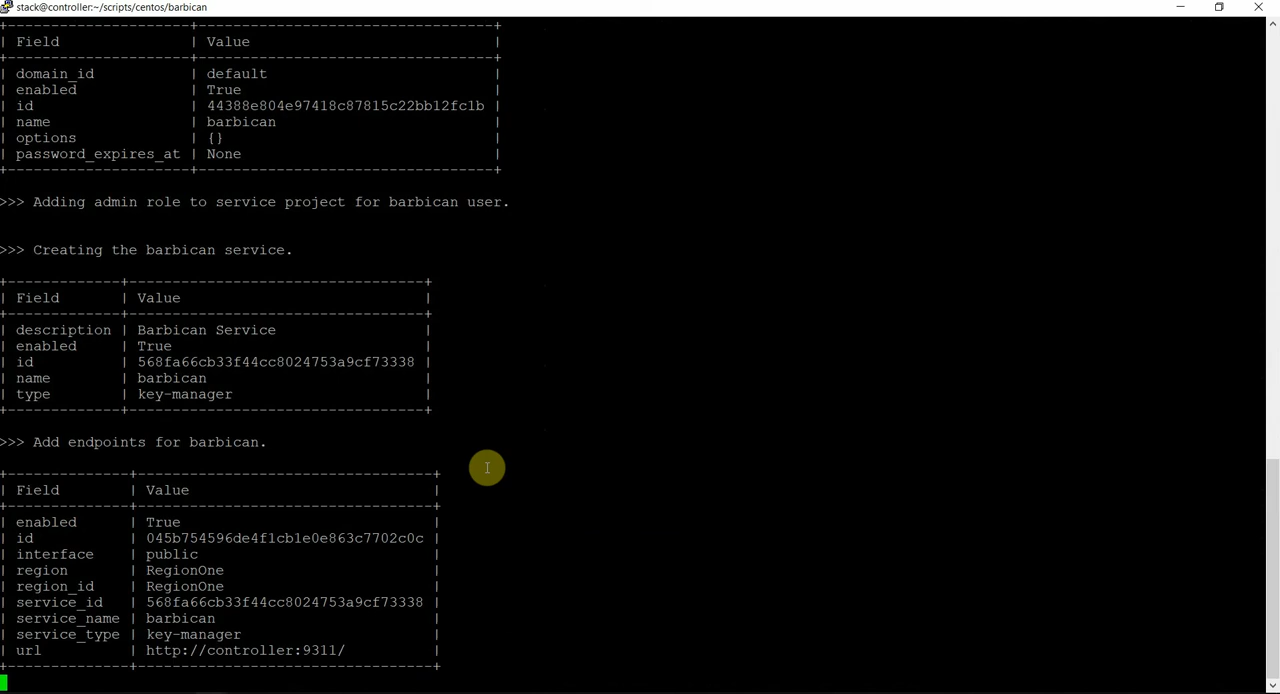 stack@controller:~/scripts/centos/barbican
+---------------------+----------------------------------+
| Field               | Value                            |
+---------------------+----------------------------------+
| domain_id           | default                          |
| enabled             | True                             |
| id                  | 44388e804e97418c87815c22bb12fc1b |
| name                | barbican                         |
| options             | {}                               |
| password_expires_at | None                             |
+---------------------+----------------------------------+
>>> Adding admin role to service project for barbican user.
>>> Creating the barbican service.
+-------------+----------------------------------+
| Field       | Value                            |
+-------------+----------------------------------+
| description | Barbican Service                 |
| enabled     | True                             |
| id          | 568fa66cb33f44cc8024753a9cf73338 |
| name        | barbican                         |
| type        | key-manager                      |
+-------------+----------------------------------+
>>> Add endpoints for barbican.
+--------------+----------------------------------+
| Field        | Value                            |
+--------------+----------------------------------+
| enabled      | True                             |
| id           | 045b754596de4f1cb1e0e863c7702c0c |
| interface    | public                           |
| region       | RegionOne                        |
| region_id    | RegionOne                        |
| service_id   | 568fa66cb33f44cc8024753a9cf73338 |
| service_name | barbican                         |
| service_type | key-manager                      |
| url          | http://controller:9311/          |
+--------------+----------------------------------+